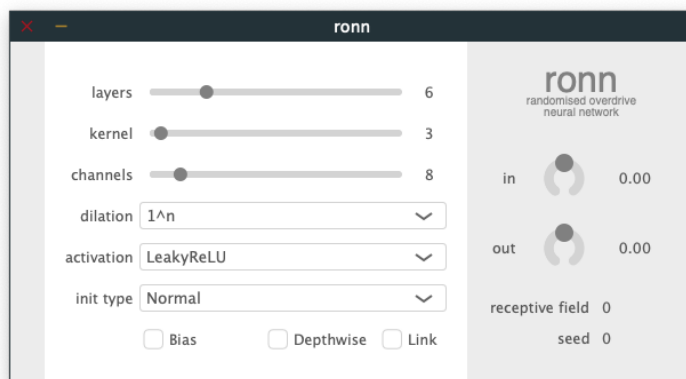 ronn
layers 6
kernel 3
channels 8
dilation 1^n
activation LeakyReLU
init type Normal
Bias Depthwise Link
ronn
randomised overdrive
neural network
in 0.00
out 0.00
receptive field 0
seed 0